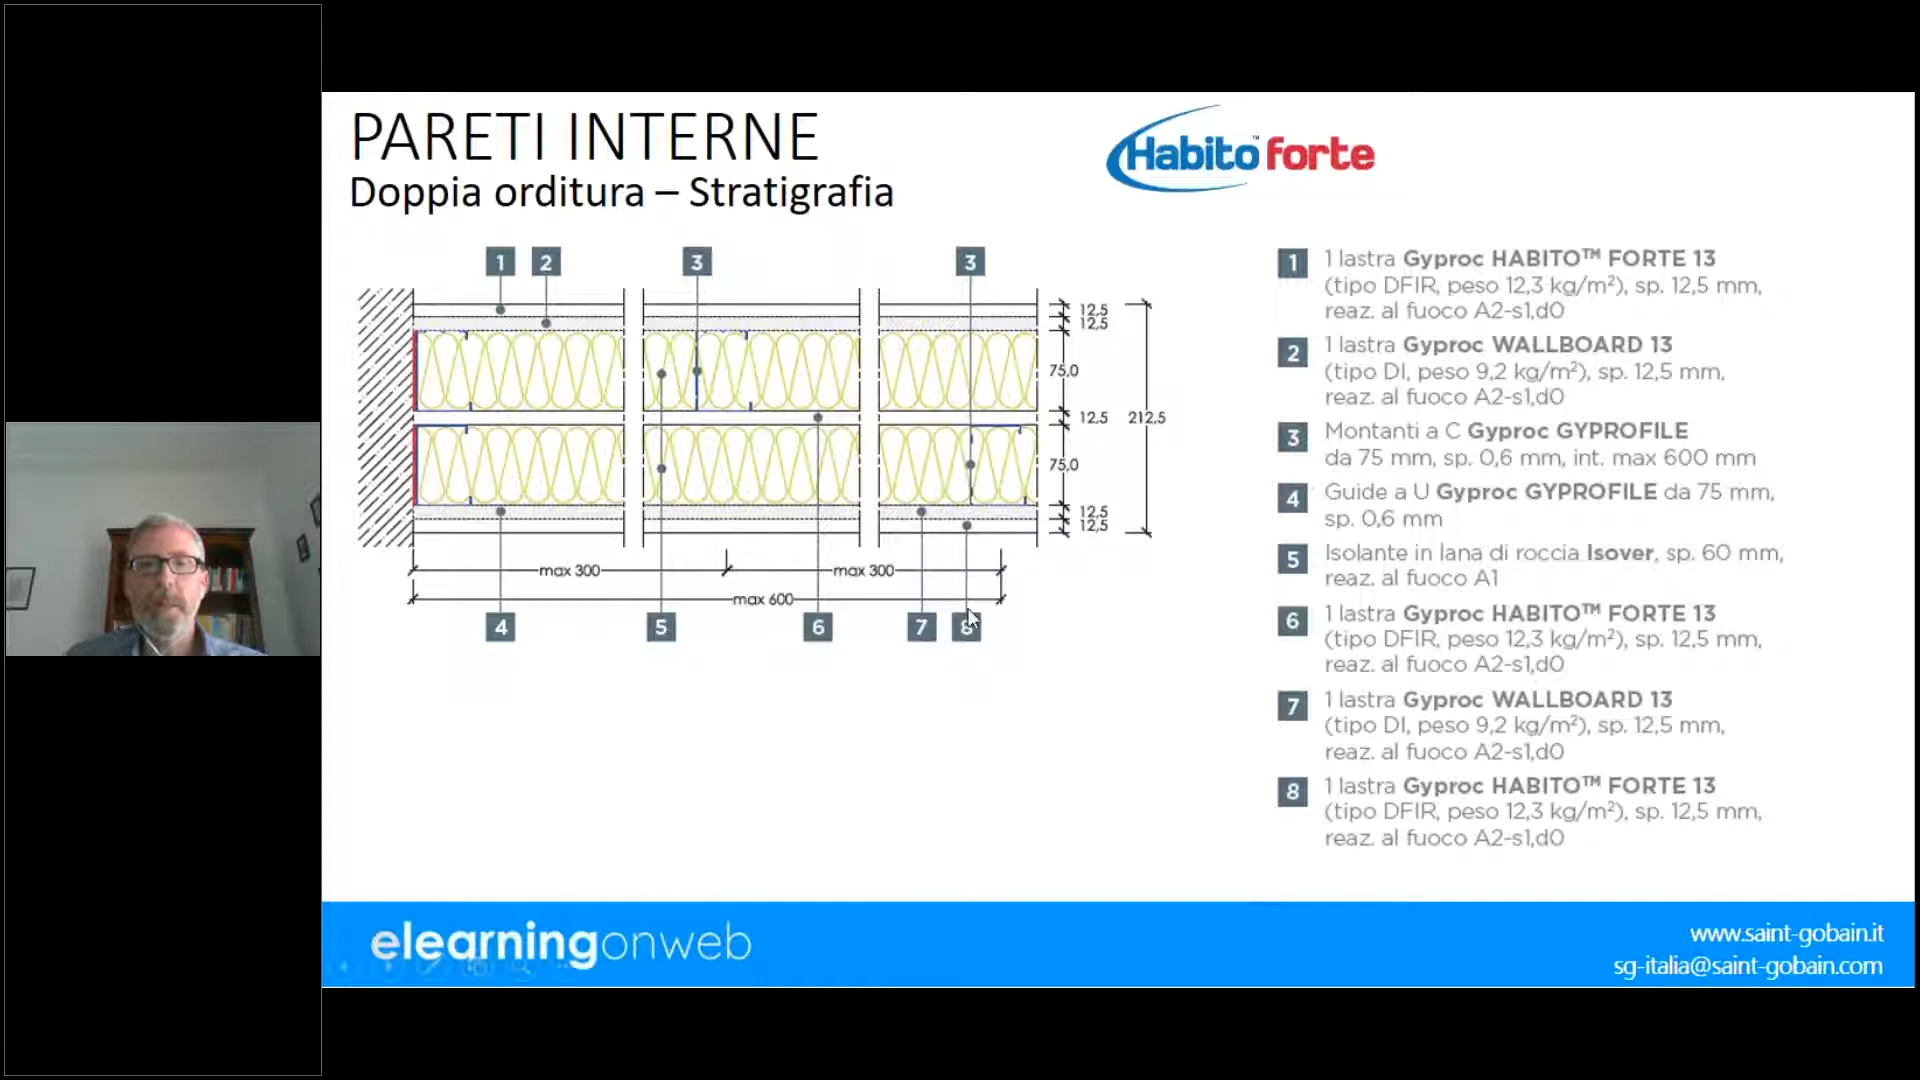 PARETI INTERNE
Doppia orditura – Stratigrafia
Habito™ forte
1 2 3 3
12,5
12,5
75,0
12,5 212,5
75,0
12,5
12,5
max 300 max 300
max 600
4 5 6 7 8
1 1 lastra Gyproc HABITO™ FORTE 13
(tipo DFIR, peso 12,3 kg/m²), sp. 12,5 mm,
reaz. al fuoco A2-s1,d0
2 1 lastra Gyproc WALLBOARD 13
(tipo DI, peso 9,2 kg/m²), sp. 12,5 mm,
reaz. al fuoco A2-s1,d0
3 Montanti a C Gyproc GYPROFILE
da 75 mm, sp. 0,6 mm, int. max 600 mm
4 Guide a U Gyproc GYPROFILE da 75 mm,
sp. 0,6 mm
5 Isolante in lana di roccia Isover, sp. 60 mm,
reaz. al fuoco A1
6 1 lastra Gyproc HABITO™ FORTE 13
(tipo DFIR, peso 12,3 kg/m²), sp. 12,5 mm,
reaz. al fuoco A2-s1,d0
7 1 lastra Gyproc WALLBOARD 13
(tipo DI, peso 9,2 kg/m²), sp. 12,5 mm,
reaz. al fuoco A2-s1,d0
8 1 lastra Gyproc HABITO™ FORTE 13
(tipo DFIR, peso 12,3 kg/m²), sp. 12,5 mm,
reaz. al fuoco A2-s1,d0
elearningonweb
www.saint-gobain.it
sg-italia@saint-gobain.com